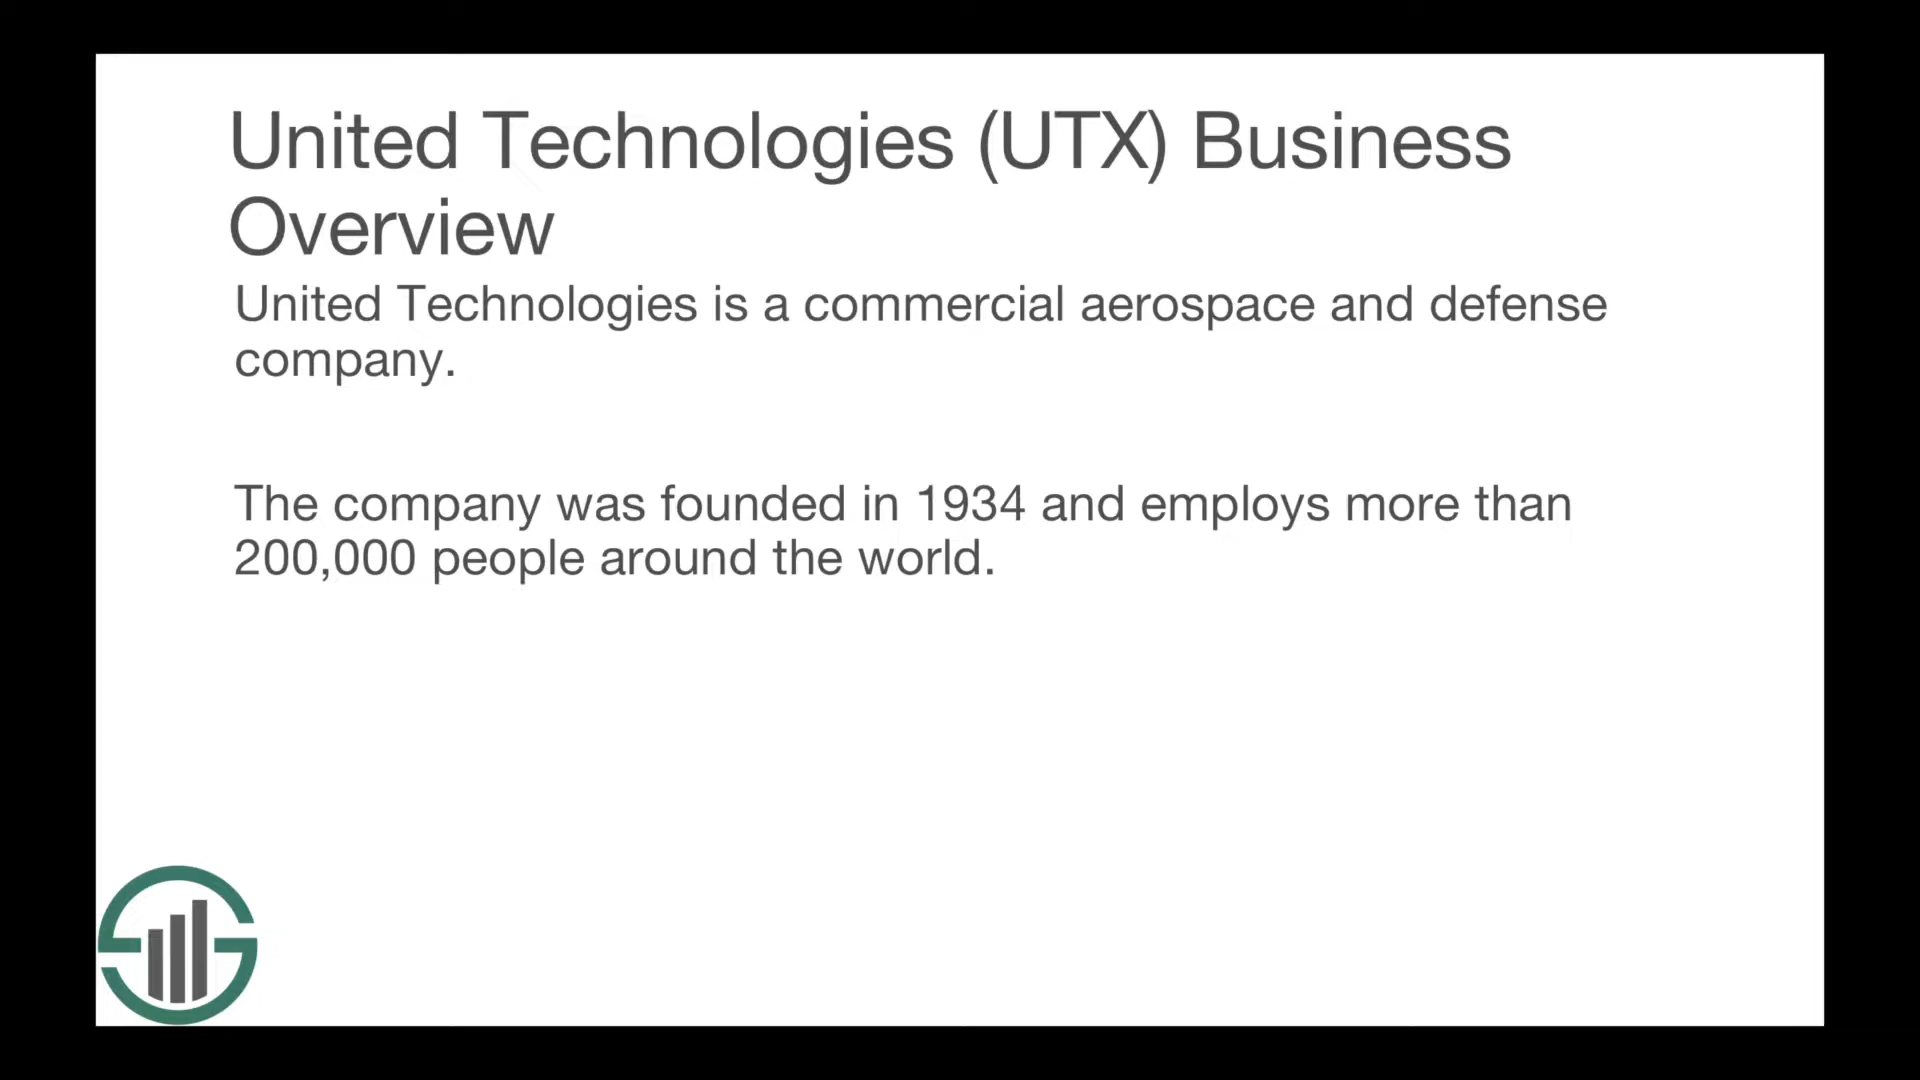 United Technologies (UTX) Business
Overview
United Technologies is a commercial aerospace and defense
company.
The company was founded in 1934 and employs more than
200,000 people around the world.